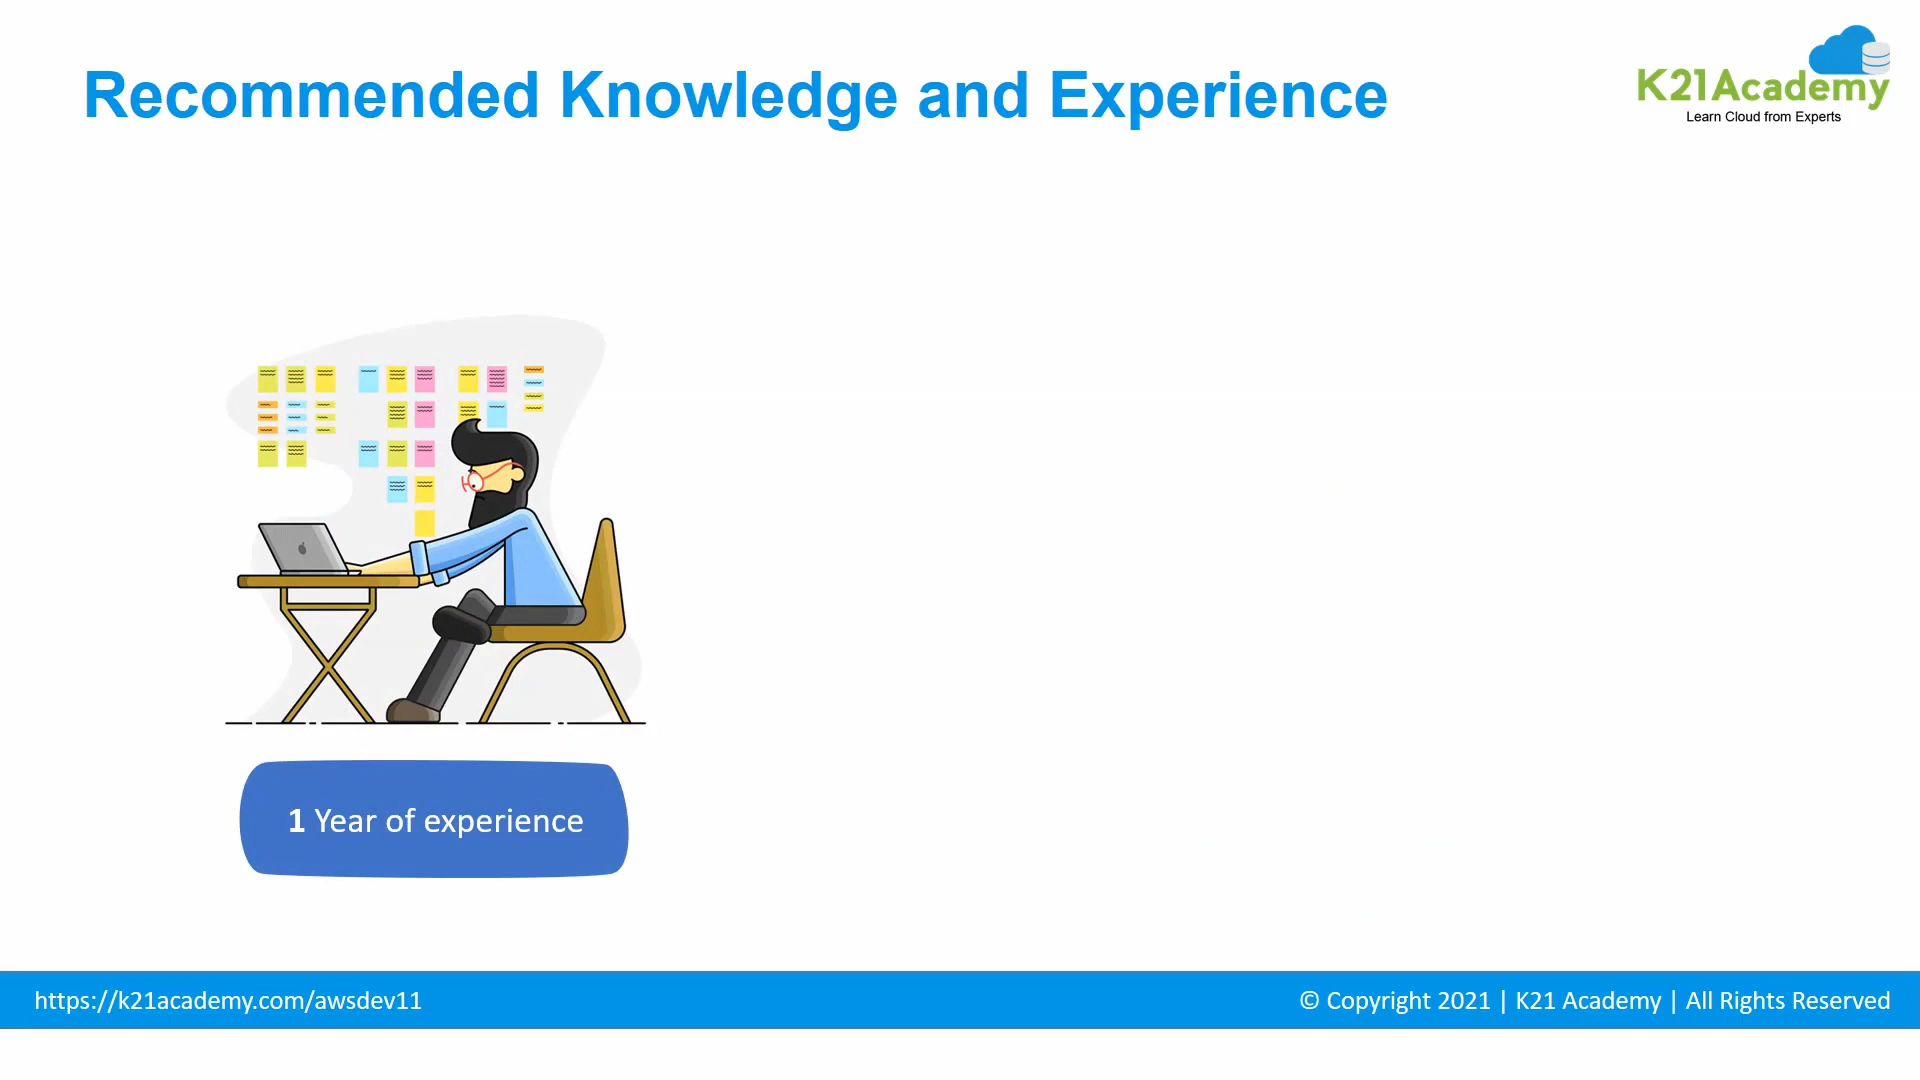 Recommended Knowledge and Experience
K21Academy
Learn Cloud from Experts
1 Year of experience
https://k21academy.com/awsdev11
© Copyright 2021 | K21 Academy | All Rights Reserved